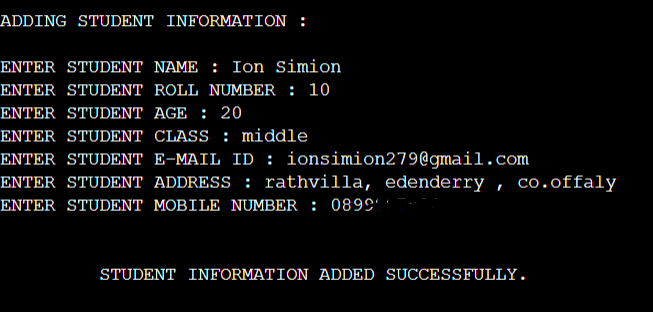 ADDING STUDENT INFORMATION :
ENTER STUDENT NAME : Ion Simion
ENTER STUDENT ROLL NUMBER : 10
ENTER STUDENT AGE : 20
ENTER STUDENT CLASS : middle
ENTER STUDENT E-MAIL ID : ionsimion279@gmail.com
ENTER STUDENT ADDRESS : rathvilla, edenderry , co.offaly
ENTER STUDENT MOBILE NUMBER :
STUDENT INFORMATION ADDED SUCCESSFULLY.